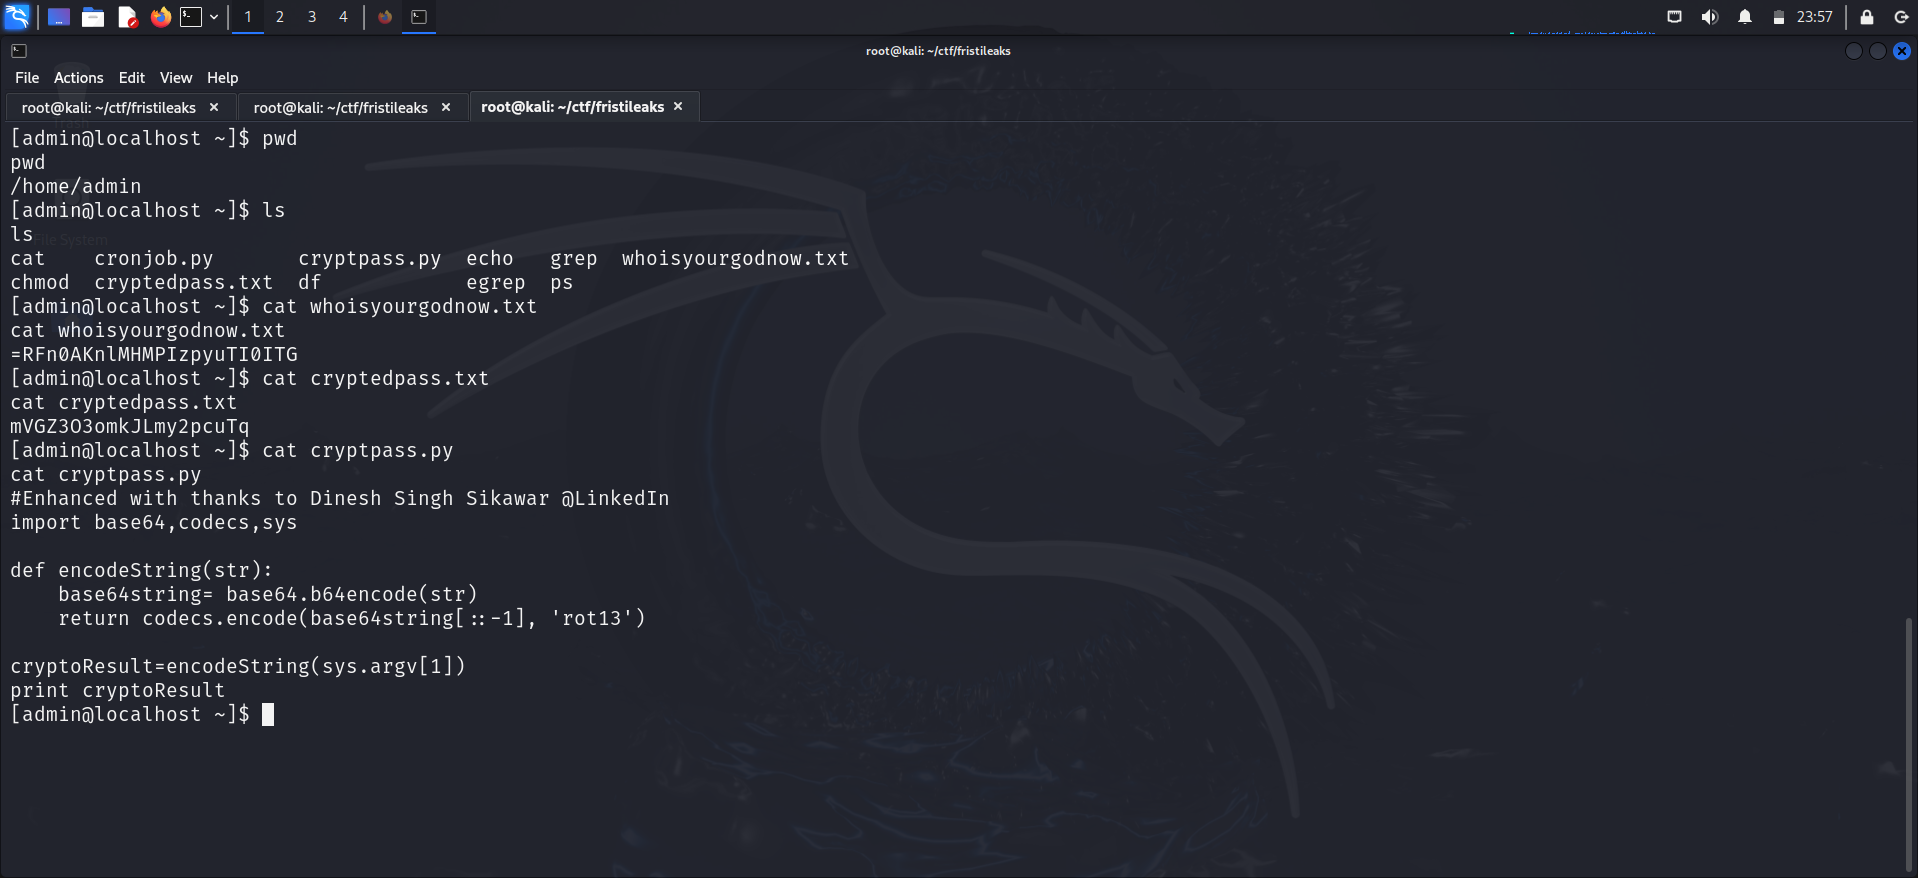 1 2 3 4 23:57
root@kali: ~/ctf/fristileaks
File Actions Edit View Help
root@kali: ~/ctf/fristileaks × root@kali: ~/ctf/fristileaks × root@kali: ~/ctf/fristileaks ×
[admin@localhost ~]$ pwd
pwd
/home/admin
[admin@localhost ~]$ ls
ls
File System
cat cronjob.py cryptpass.py echo grep whoisyourgodnow.txt
chmod cryptedpass.txt df egrep ps
[admin@localhost ~]$ cat whoisyourgodnow.txt
cat whoisyourgodnow.txt
=RFn0AKnlMHMPIzpyuTI0ITG
[admin@localhost ~]$ cat cryptedpass.txt
cat cryptedpass.txt
mVGZ3O3omkJLmy2pcuTq
[admin@localhost ~]$ cat cryptpass.py
cat cryptpass.py
#Enhanced with thanks to Dinesh Singh Sikawar @LinkedIn
import base64,codecs,sys
def encodeString(str):
    base64string= base64.b64encode(str)
    return codecs.encode(base64string[::-1], 'rot13')
cryptoResult=encodeString(sys.argv[1])
print cryptoResult
[admin@localhost ~]$